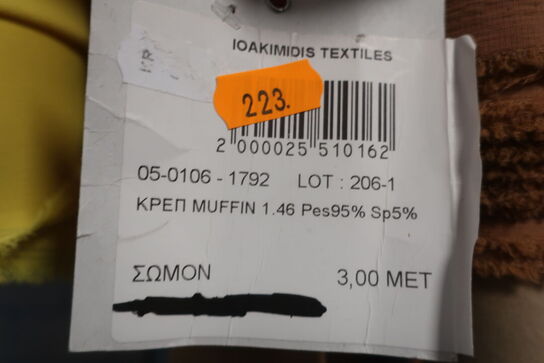 IOAKIMIDIS TEXTILES
223.
2 000025 510162
05-0106 - 1792 LOT : 206-1
ΚΡΕΠ MUFFIN 1.46 Pes95% Sp5%
ΣΩΜΟΝ 3,00 ΜΕΤ